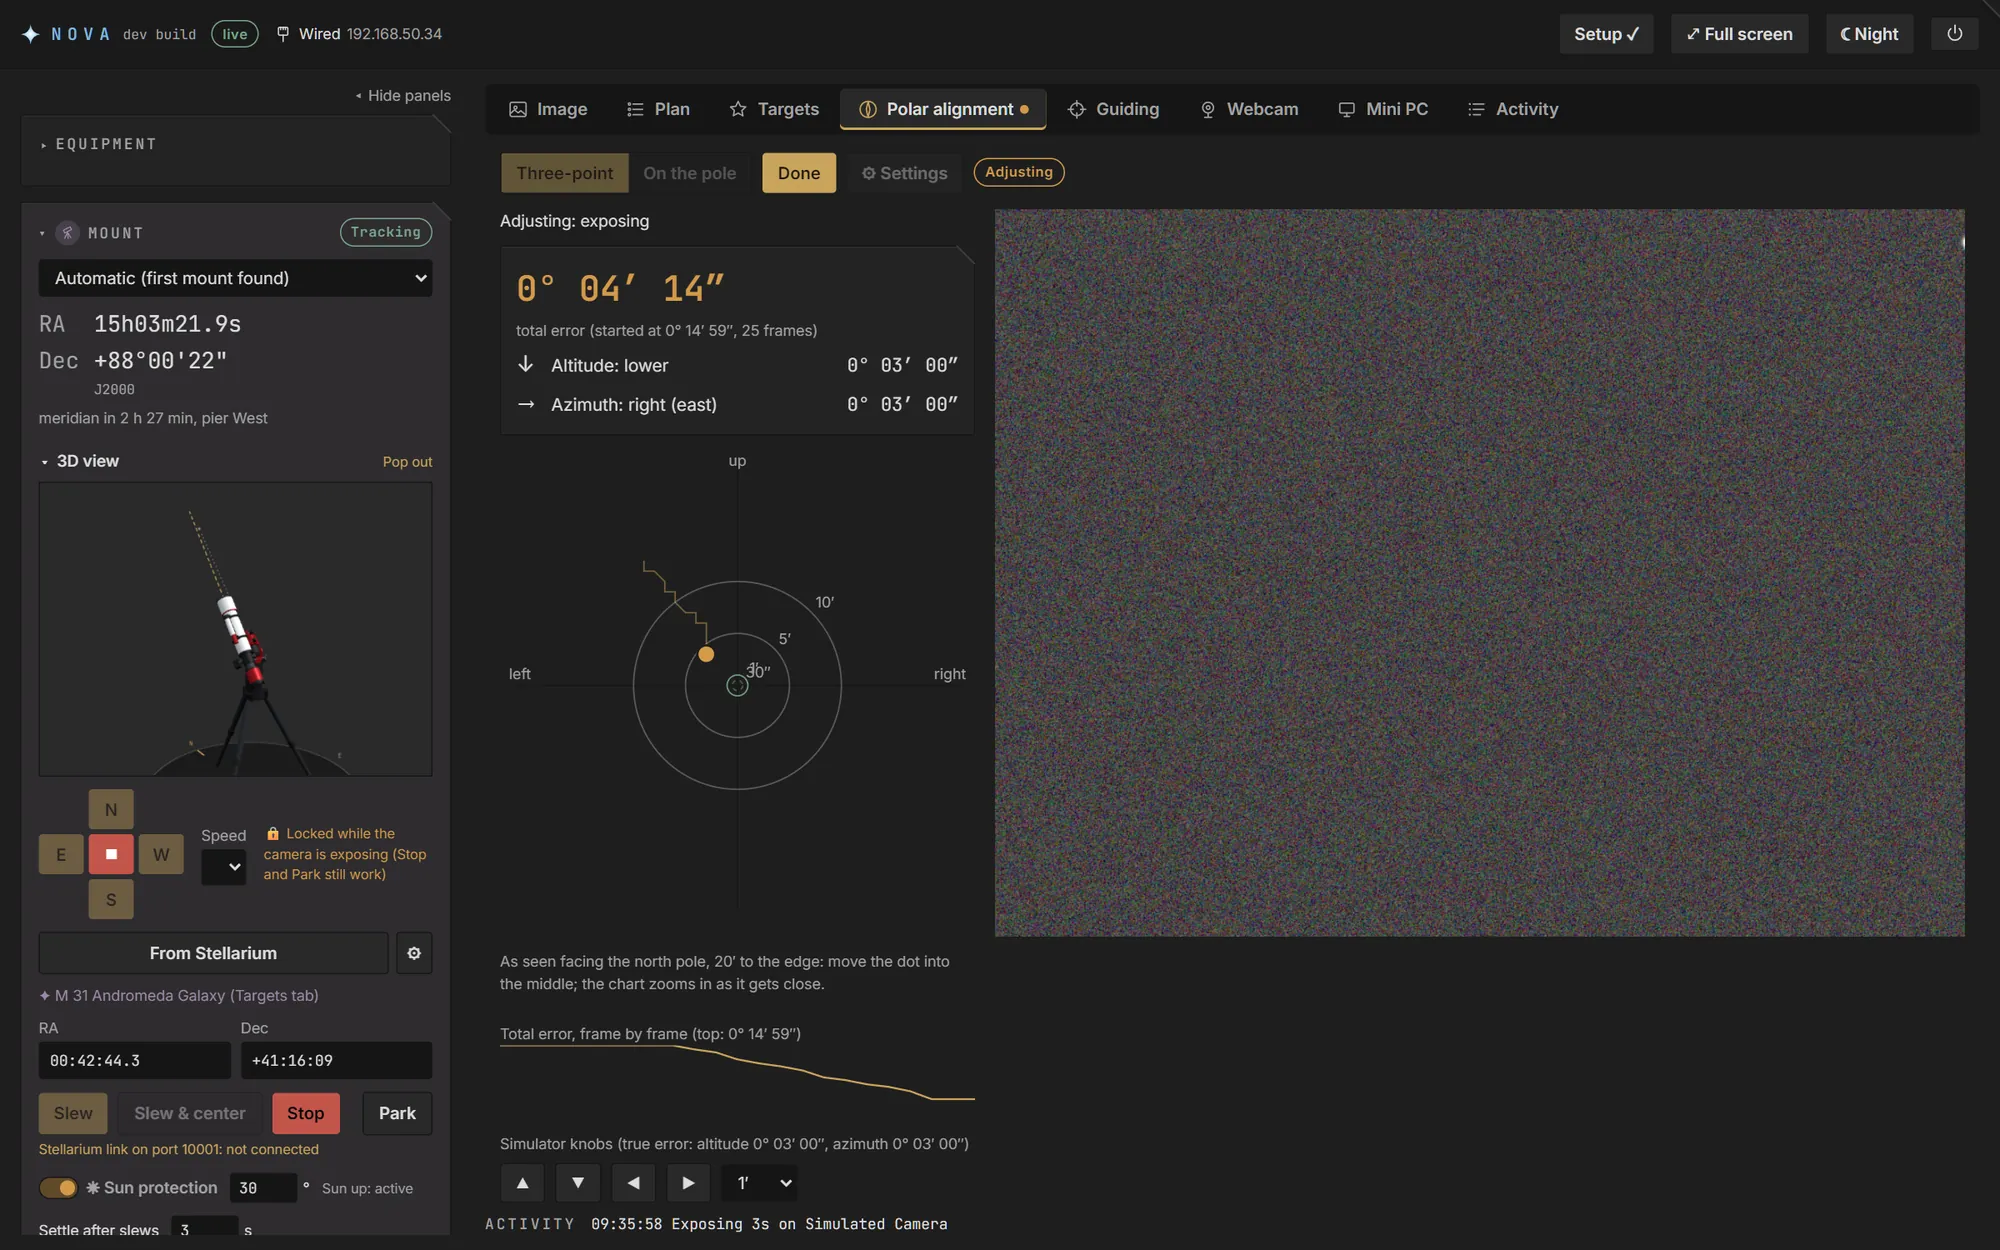 NOVA dev build live Wired 192.168.50.34
Setup ✓ Full screen Night
Hide panels
EQUIPMENT
MOUNT Tracking
Automatic (first mount found)
RA 15h03m21.9s
Dec +88°00'22"
J2000
meridian in 2 h 27 min, pier West
3D view Pop out
N
E W
S
Speed
Locked while the
camera is exposing (Stop
and Park still work)
From Stellarium
M 31 Andromeda Galaxy (Targets tab)
RA Dec
00:42:44.3 +41:16:09
Slew Slew & center Stop Park
Stellarium link on port 10001: not connected
Sun protection 30 ° Sun up: active
Settle after slews 3 s
Image Plan Targets Polar alignment Guiding Webcam Mini PC Activity
Three-point On the pole Done Settings Adjusting
Adjusting: exposing
0° 04′ 14″
total error (started at 0° 14′ 59″, 25 frames)
↓ Altitude: lower 0° 03′ 00″
→ Azimuth: right (east) 0° 03′ 00″
up
10′
5′
1′
30″
left right
As seen facing the north pole, 20′ to the edge: move the dot into
the middle; the chart zooms in as it gets close.
Total error, frame by frame (top: 0° 14′ 59″)
Simulator knobs (true error: altitude 0° 03′ 00″, azimuth 0° 03′ 00″)
▲ ▼ ◀ ▶ 1′
ACTIVITY 09:35:58 Exposing 3s on Simulated Camera